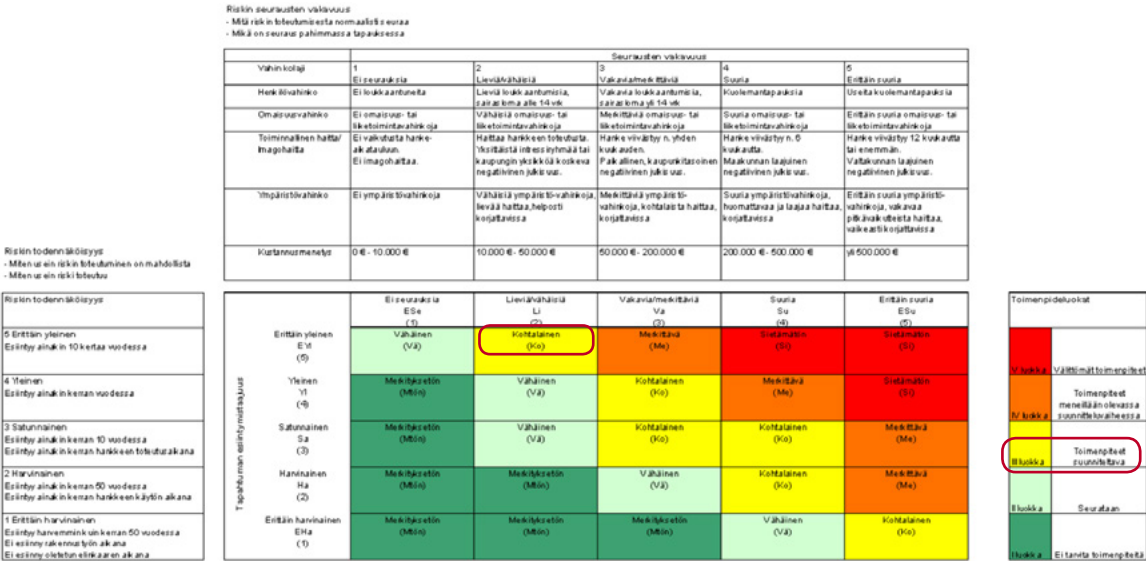 Riskin seurausten vakavuus
- Mitä riskin toteutumisesta normaalisti seuraa
- Mikä on seuraus pahimmassa tapauksessa
Seurausten vakavuus
Vahinkolaji
1
Ei seurauksia
2
Lieviä/vähäisiä
3
Vakavia/merkittäviä
4
Suuria
5
Erittäin suuria
Henkilövahinko
Ei loukkaantuneita
Lieviä loukkaantumisia,
sairasloma alle 14 vrk
Vakavia loukkaantumisia,
sairasloma yli 14 vrk
Kuolemantapauksia
Useita kuolemantapauksia
Omaisuusvahinko
Ei omaisuus- tai
liiketoimintavahinkoja
Vähäisiä omaisuus- tai
liiketoimintavahinkoja
Merkittäviä omaisuus- tai
liiketoimintavahinkoja
Suuria omaisuus- tai
liiketoimintavahinkoja
Erittäin suuria omaisuus- tai
liiketoimintavahinkoja
Toiminnallinen haitta/
Imagohaitta
Ei vaikutusta hanke-
aikatauluun.
Ei imagohaittaa.
Haittaa hankkeen toteutusta.
Yksittäistä intressiryhmää tai
kaupungin yksikköä koskeva
negatiivinen julkisuus.
Hanke viivästyy n. yhden
kuukauden.
Paikallinen, kaupunkitasoinen
negatiivinen julkisuus.
Hanke viivästyy n. 6
kuukautta.
Maakunnan laajuinen
negatiivinen julkisuus.
Hanke viivästyy 12 kuukautta
tai enemmän.
Valtakunnan laajuinen
negatiivinen julkisuus.
Ympäristövahinko
Ei ympäristövahinkoja
Vähäisiä ympäristö-vahinkoja,
lievää haittaa,helposti
korjattavissa
Merkittäviä ympäristö-
vahinkoja, kohtalaista haittaa,
korjattavissa
Suuria ympäristövahinkoja,
huomattavaa ja laajaa haittaa,
korjattavissa
Erittäin suuria ympäristö-
vahinkoja, vakavaa
pitkävaikutteista haittaa,
vaikeasti korjattavissa
Kustannusmenetys
0 € - 10.000 €
10.000 € - 50.000 €
50.000 € - 200.000 €
200.000 € - 500.000 €
yli 500.000 €
Riskin todennäköisyys
- Miten usein riskin toteutuminen on mahdollista
- Miten usein riski toteutuu
Riskin todennäköisyys
5 Erittäin yleinen
Esiintyy ainakin 10 kertaa vuodessa
4 Yleinen
Esiintyy ainakin kerran vuodessa
3 Satunnainen
Esiintyy ainakin kerran 10 vuodessa
Esiintyy ainakin kerran hankkeen toteutusaikana
2 Harvinainen
Esiintyy ainakin kerran 50 vuodessa
Esiintyy ainakin kerran hankkeen käytön aikana
1 Erittäin harvinainen
Esiintyy harvemmin kuin kerran 50 vuodessa
Ei esiinny rakennustyön aikana
Ei esiinny oletetun elinkaaren aikana
Ei seurauksia
ESe
(1)
Lieviä/vähäisiä
Li
(2)
Vakavia/merkittäviä
Va
(3)
Suuria
Su
(4)
Erittäin suuria
ESu
(5)
Tapahtuman esiintymistaajuus
Erittäin yleinen
EYl
(5)
Vähäinen
(Vä)
Kohtalainen
(Ko)
Merkittävä
(Me)
Sietämätön
(Si)
Sietämätön
(Si)
Yleinen
Yl
(4)
Merkityksetön
(Mtön)
Vähäinen
(Vä)
Kohtalainen
(Ko)
Merkittävä
(Me)
Sietämätön
(Si)
Satunnainen
Sa
(3)
Merkityksetön
(Mtön)
Vähäinen
(Vä)
Kohtalainen
(Ko)
Kohtalainen
(Ko)
Merkittävä
(Me)
Harvinainen
Ha
(2)
Merkityksetön
(Mtön)
Merkityksetön
(Mtön)
Vähäinen
(Vä)
Kohtalainen
(Ko)
Merkittävä
(Me)
Erittäin harvinainen
EHa
(1)
Merkityksetön
(Mtön)
Merkityksetön
(Mtön)
Merkityksetön
(Mtön)
Vähäinen
(Vä)
Kohtalainen
(Ko)
Toimenpideluokat
V luokka
Välittömät toimenpiteet
IV luokka
Toimenpiteet
meneillään olevassa
suunnitteluvaiheessa
III luokka
Toimenpiteet
suunniteltava
II luokka
Seurataan
I luokka
Ei tarvita toimenpiteitä